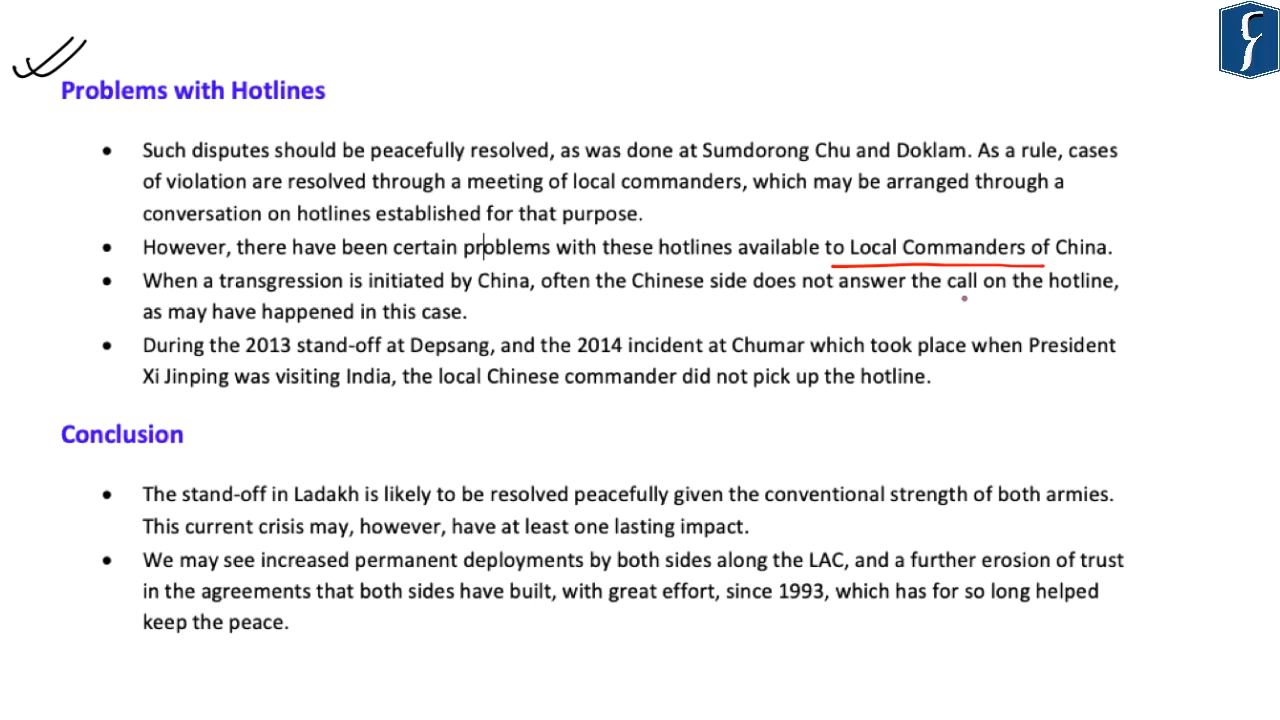 Problems with Hotlines
• Such disputes should be peacefully resolved, as was done at Sumdorong Chu and Doklam. As a rule, cases
of violation are resolved through a meeting of local commanders, which may be arranged through a
conversation on hotlines established for that purpose.
• However, there have been certain problems with these hotlines available to Local Commanders of China.
• When a transgression is initiated by China, often the Chinese side does not answer the call on the hotline,
as may have happened in this case.
• During the 2013 stand-off at Depsang, and the 2014 incident at Chumar which took place when President
Xi Jinping was visiting India, the local Chinese commander did not pick up the hotline.
Conclusion
• The stand-off in Ladakh is likely to be resolved peacefully given the conventional strength of both armies.
This current crisis may, however, have at least one lasting impact.
• We may see increased permanent deployments by both sides along the LAC, and a further erosion of trust
in the agreements that both sides have built, with great effort, since 1993, which has for so long helped
keep the peace.